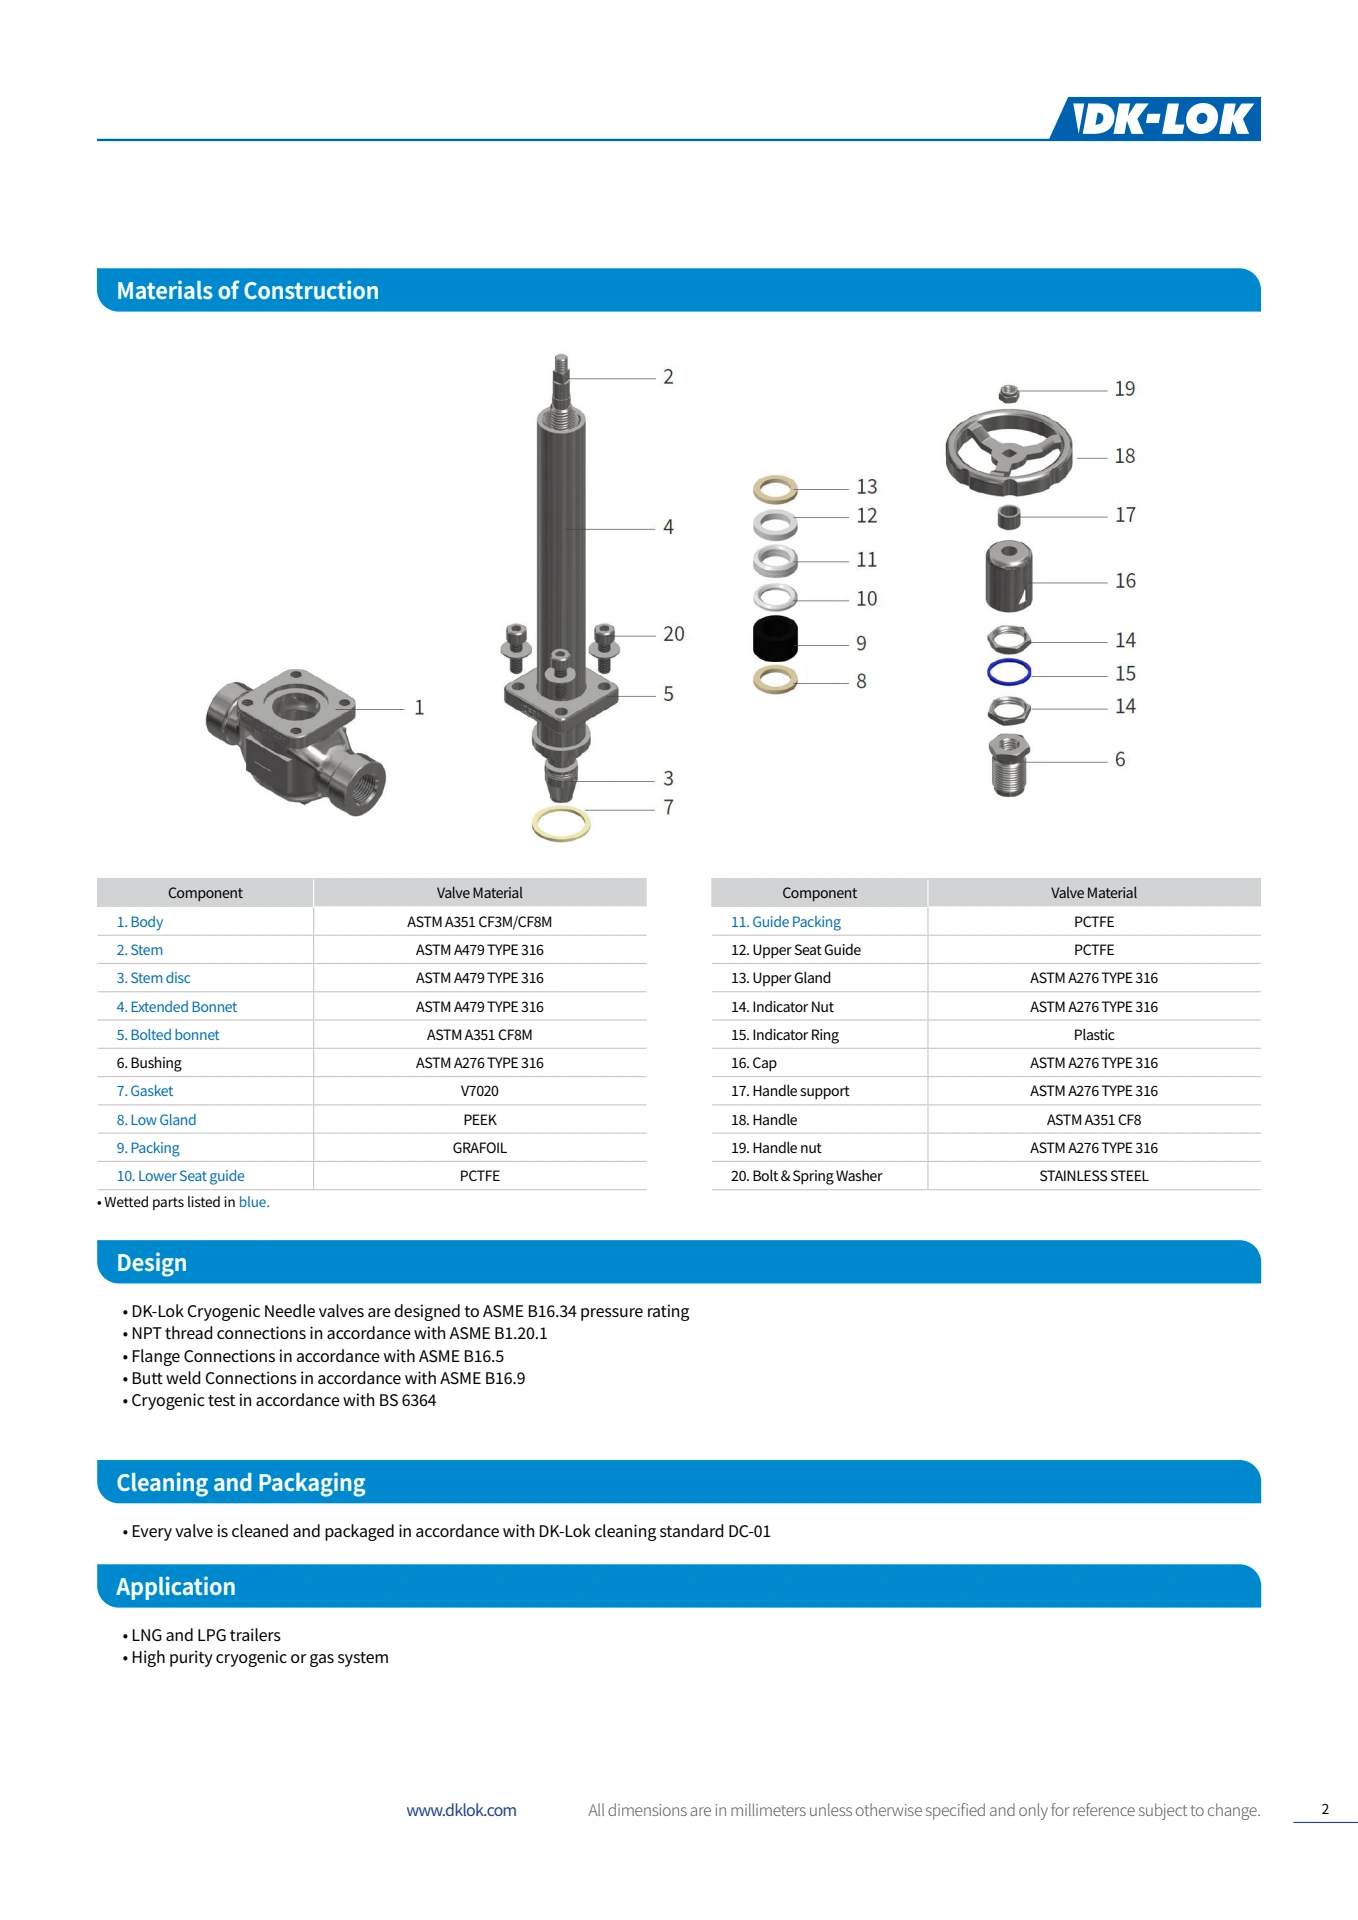 DK-LOK
Materials of Construction
2
4
20
5
3
7
1
13
12
11
10
9
8
19
18
17
16
14
15
14
6
Component Valve Material
1. Body ASTM A351 CF3M/CF8M
2. Stem ASTM A479 TYPE 316
3. Stem disc ASTM A479 TYPE 316
4. Extended Bonnet ASTM A479 TYPE 316
5. Bolted bonnet ASTM A351 CF8M
6. Bushing ASTM A276 TYPE 316
7. Gasket V7020
8. Low Gland PEEK
9. Packing GRAFOIL
10. Lower Seat guide PCTFE
Component Valve Material
11. Guide Packing PCTFE
12. Upper Seat Guide PCTFE
13. Upper Gland ASTM A276 TYPE 316
14. Indicator Nut ASTM A276 TYPE 316
15. Indicator Ring Plastic
16. Cap ASTM A276 TYPE 316
17. Handle support ASTM A276 TYPE 316
18. Handle ASTM A351 CF8
19. Handle nut ASTM A276 TYPE 316
20. Bolt & Spring Washer STAINLESS STEEL
• Wetted parts listed in blue.
Design
• DK-Lok Cryogenic Needle valves are designed to ASME B16.34 pressure rating
• NPT thread connections in accordance with ASME B1.20.1
• Flange Connections in accordance with ASME B16.5
• Butt weld Connections in accordance with ASME B16.9
• Cryogenic test in accordance with BS 6364
Cleaning and Packaging
• Every valve is cleaned and packaged in accordance with DK-Lok cleaning standard DC-01
Application
• LNG and LPG trailers
• High purity cryogenic or gas system
www.dklok.com All dimensions are in millimeters unless otherwise specified and only for reference subject to change. 2